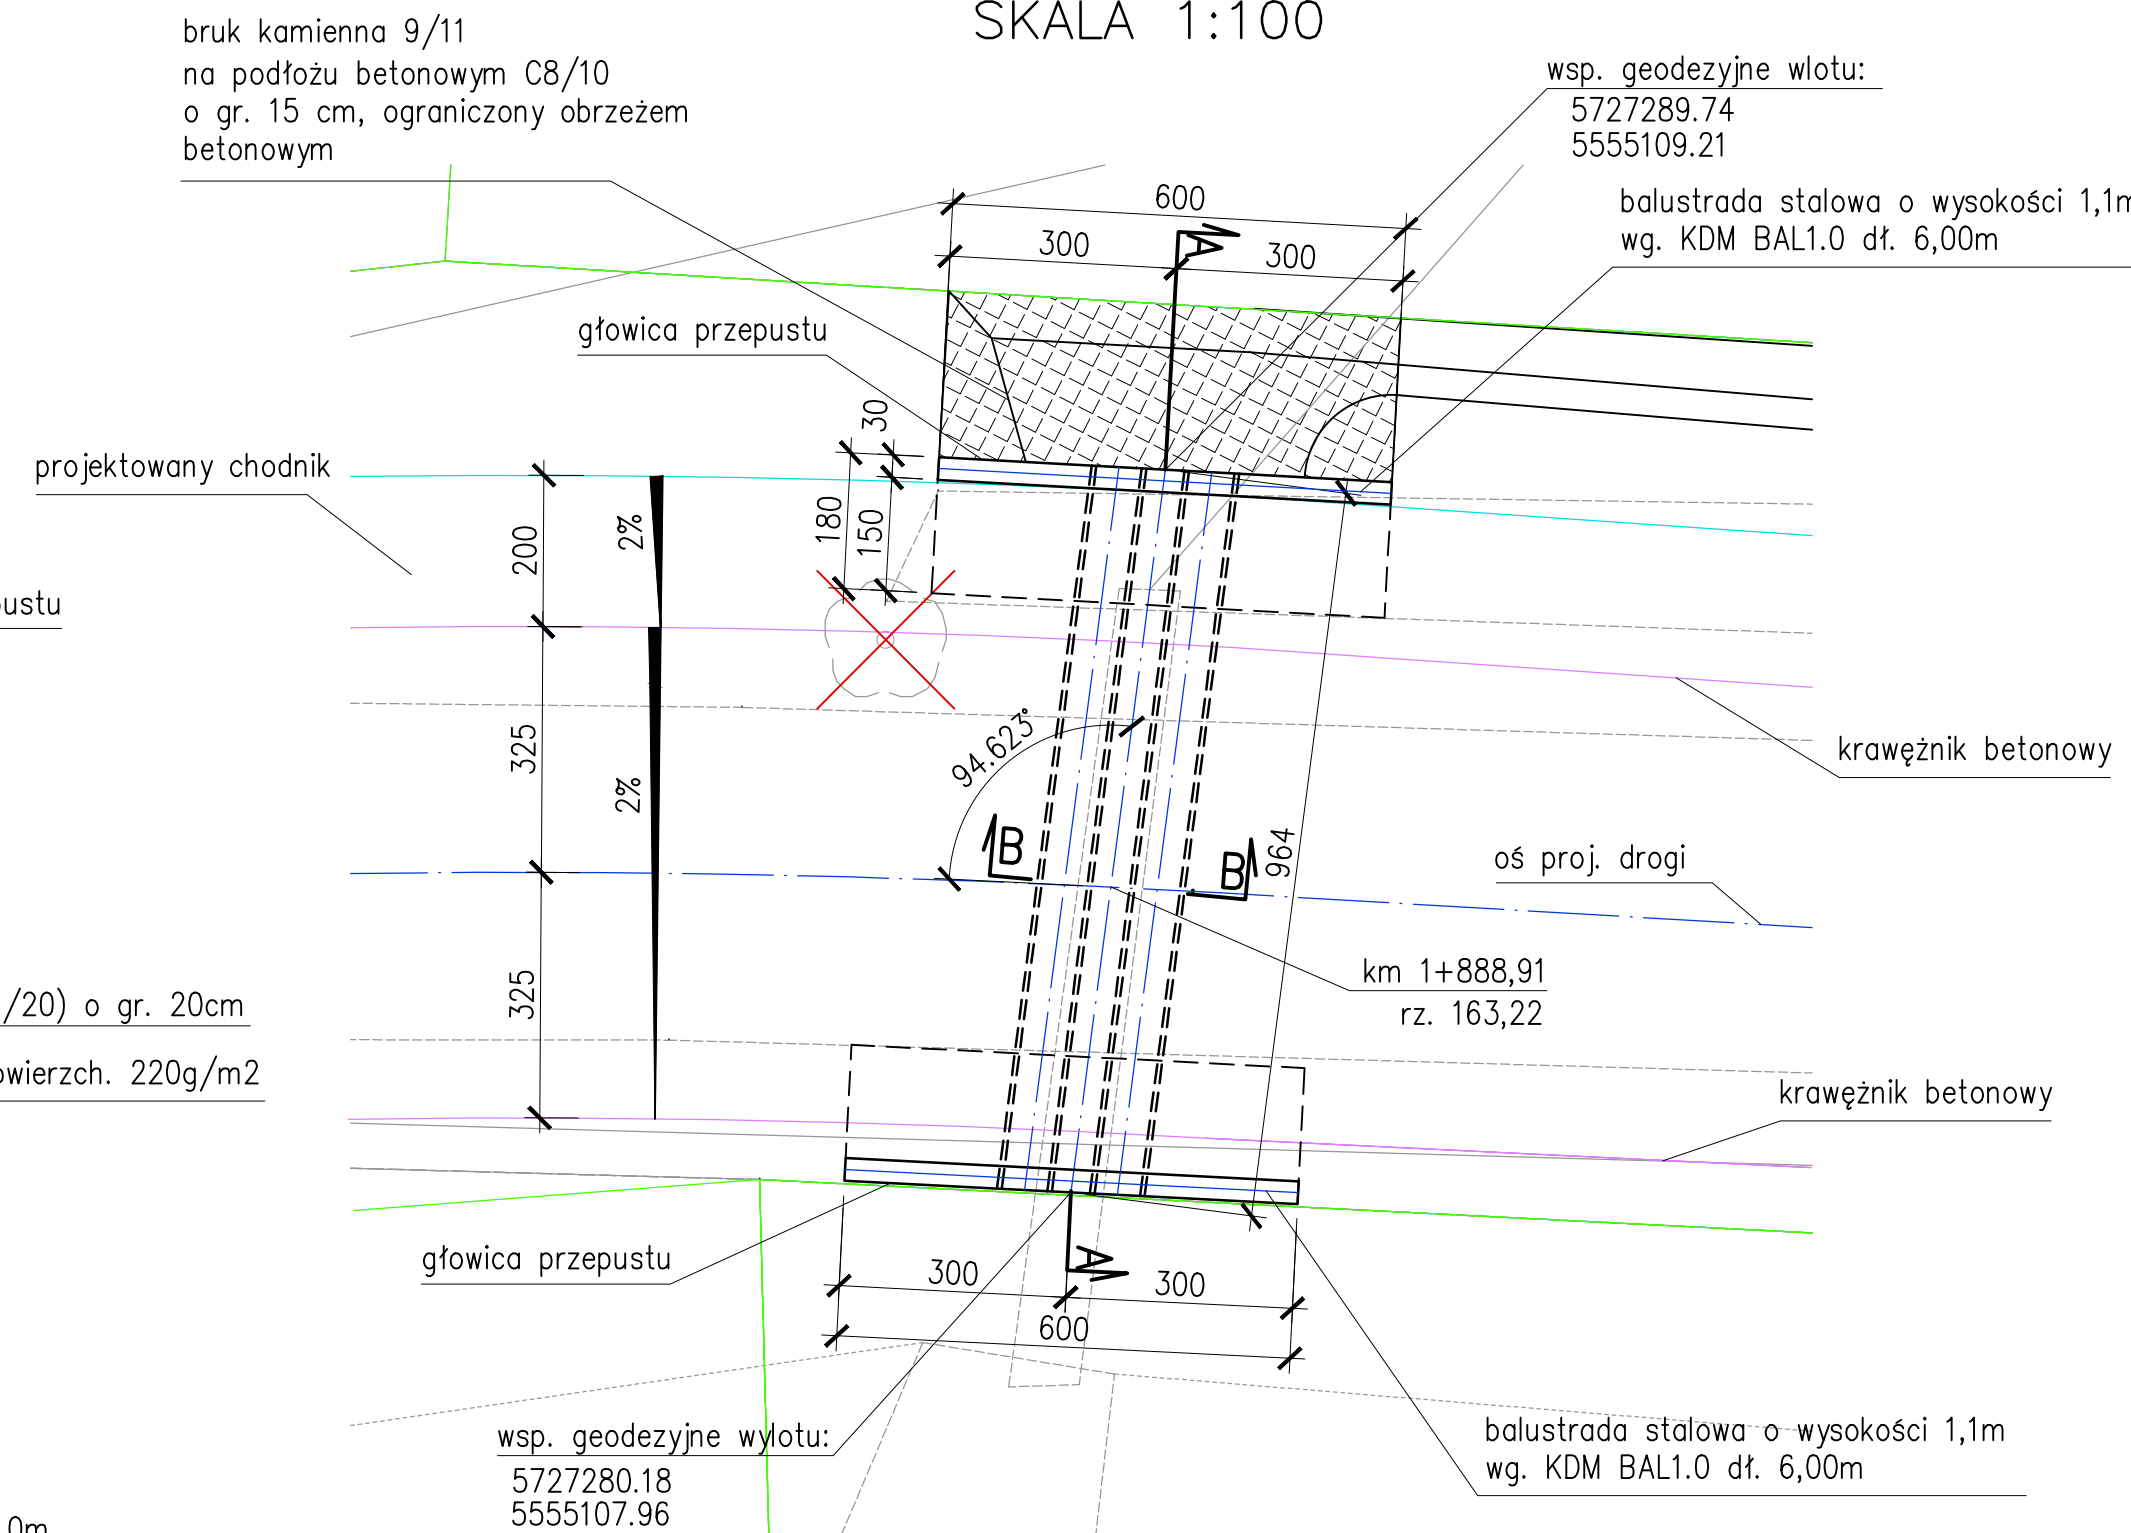 SKALA 1:100
bruk kamienna 9/11
na podłożu betonowym C8/10
o gr. 15 cm, ograniczony obrzeżem
betonowym
wsp. geodezyjne wlotu:
5727289.74
5555109.21
balustrada stalowa o wysokości 1,1m
wg. KDM BAL1.0 dł. 6,00m
600
300
A
300
głowica przepustu
30
projektowany chodnik
180
150
200
2%
pustu
325
2%
94.623°
krawężnik betonowy
B
B
964
oś proj. drogi
km 1+888,91
rz. 163,22
325
/20) o gr. 20cm
owierzch. 220g/m2
krawężnik betonowy
głowica przepustu
A
300
300
600
wsp. geodezyjne wylotu:
5727280.18
5555107.96
balustrada stalowa o wysokości 1,1m
wg. KDM BAL1.0 dł. 6,00m
0m